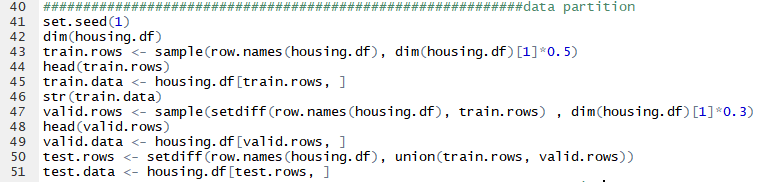 40 ############################################################data partition
41 set.seed(1)
42 dim(housing.df)
43 train.rows <- sample(row.names(housing.df), dim(housing.df)[1]*0.5)
44 head(train.rows)
45 train.data <- housing.df[train.rows, ]
46 str(train.data)
47 valid.rows <- sample(setdiff(row.names(housing.df), train.rows) , dim(housing.df)[1]*0.3)
48 head(valid.rows)
49 valid.data <- housing.df[valid.rows, ]
50 test.rows <- setdiff(row.names(housing.df), union(train.rows, valid.rows))
51 test.data <- housing.df[test.rows, ]